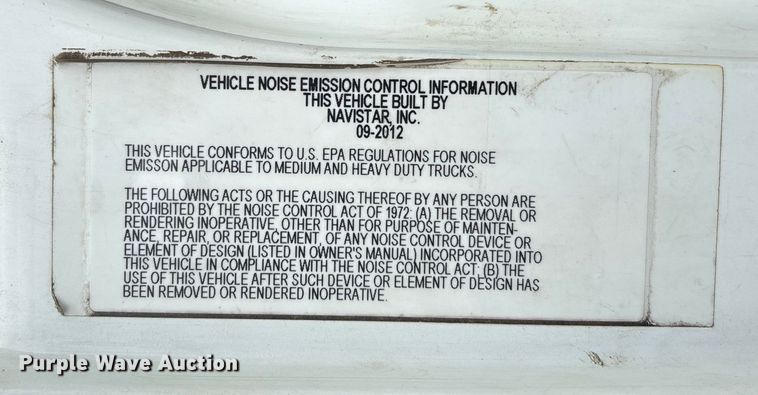 VEHICLE NOISE EMISSION CONTROL INFORMATION
THIS VEHICLE BUILT BY
NAVISTAR, INC.
09-2012
THIS VEHICLE CONFORMS TO U.S. EPA REGULATIONS FOR NOISE
EMISSON APPLICABLE TO MEDIUM AND HEAVY DUTY TRUCKS.
THE FOLLOWING ACTS OR THE CAUSING THEREOF BY ANY PERSON ARE
PROHIBITED BY THE NOISE CONTROL ACT OF 1972: (A) THE REMOVAL OR
RENDERING INOPERATIVE, OTHER THAN FOR PURPOSE OF MAINTEN-
ANCE, REPAIR, OR REPLACEMENT, OF ANY NOISE CONTROL DEVICE OR
ELEMENT OF DESIGN (LISTED IN OWNER'S MANUAL) INCORPORATED INTO
THIS VEHICLE IN COMPLIANCE WITH THE NOISE CONTROL ACT: (B) THE
USE OF THIS VEHICLE AFTER SUCH DEVICE OR ELEMENT OF DESIGN HAS
BEEN REMOVED OR RENDERED INOPERATIVE.
Purple Wave Auction